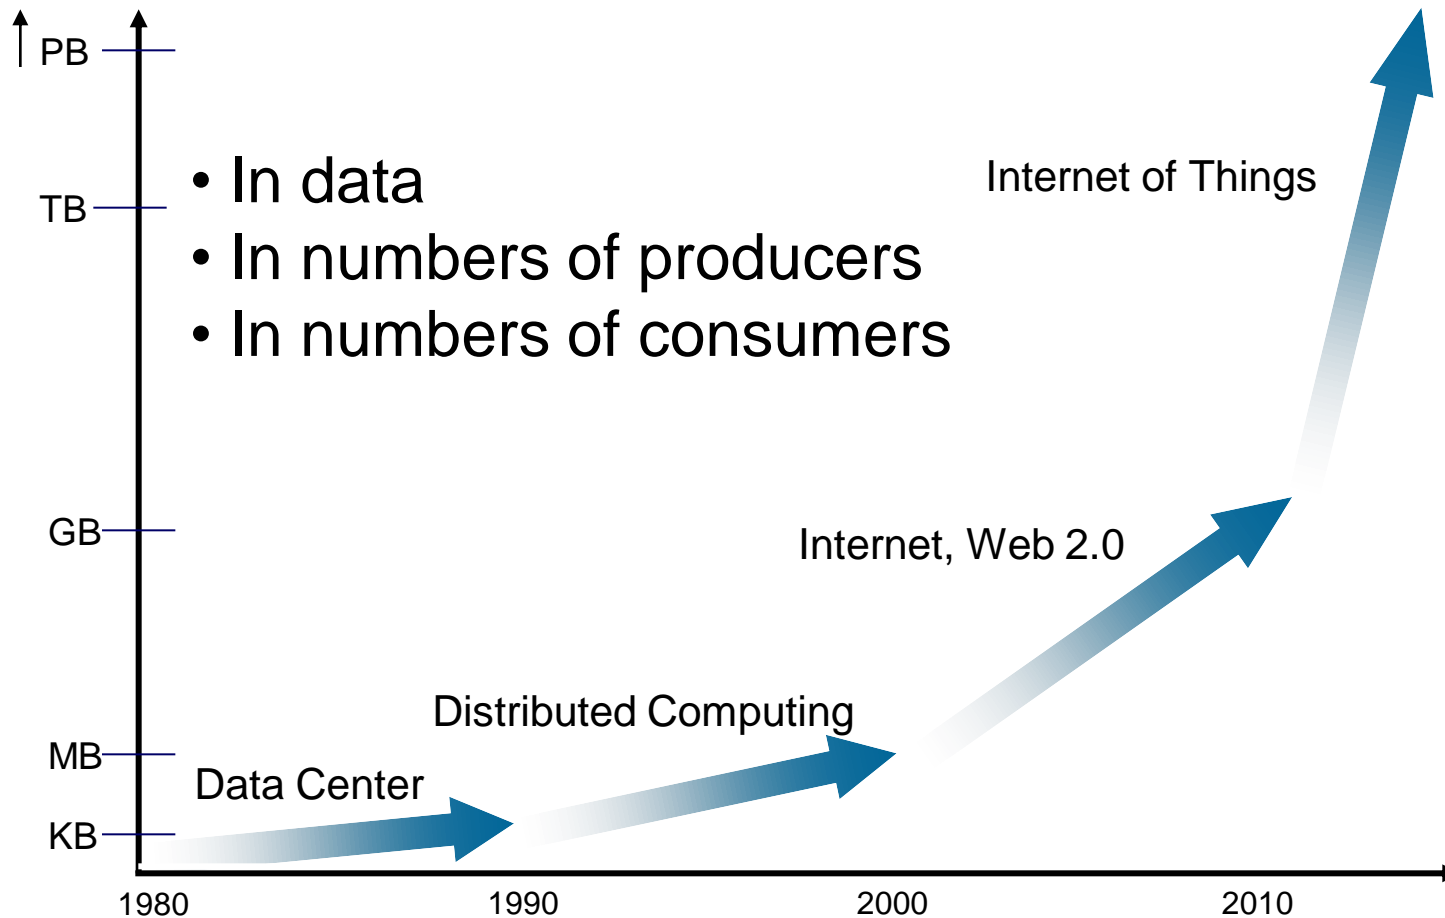 PB
• In data
Internet of Things
TB
• In numbers of producers
• In numbers of consumers
GB
Internet, Web 2.0
Distributed Computing
MB
Data Center
KB
1980 1990 2000 2010